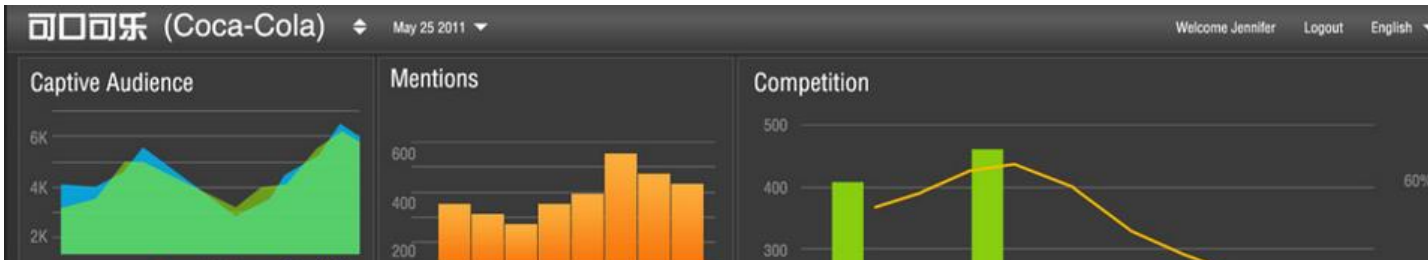 可口可乐 (Coca-Cola)
May 25 2011
Welcome Jennifer
Logout
English
Captive Audience
6K
4K
2K
Mentions
600
400
200
Competition
500
400
300
60%